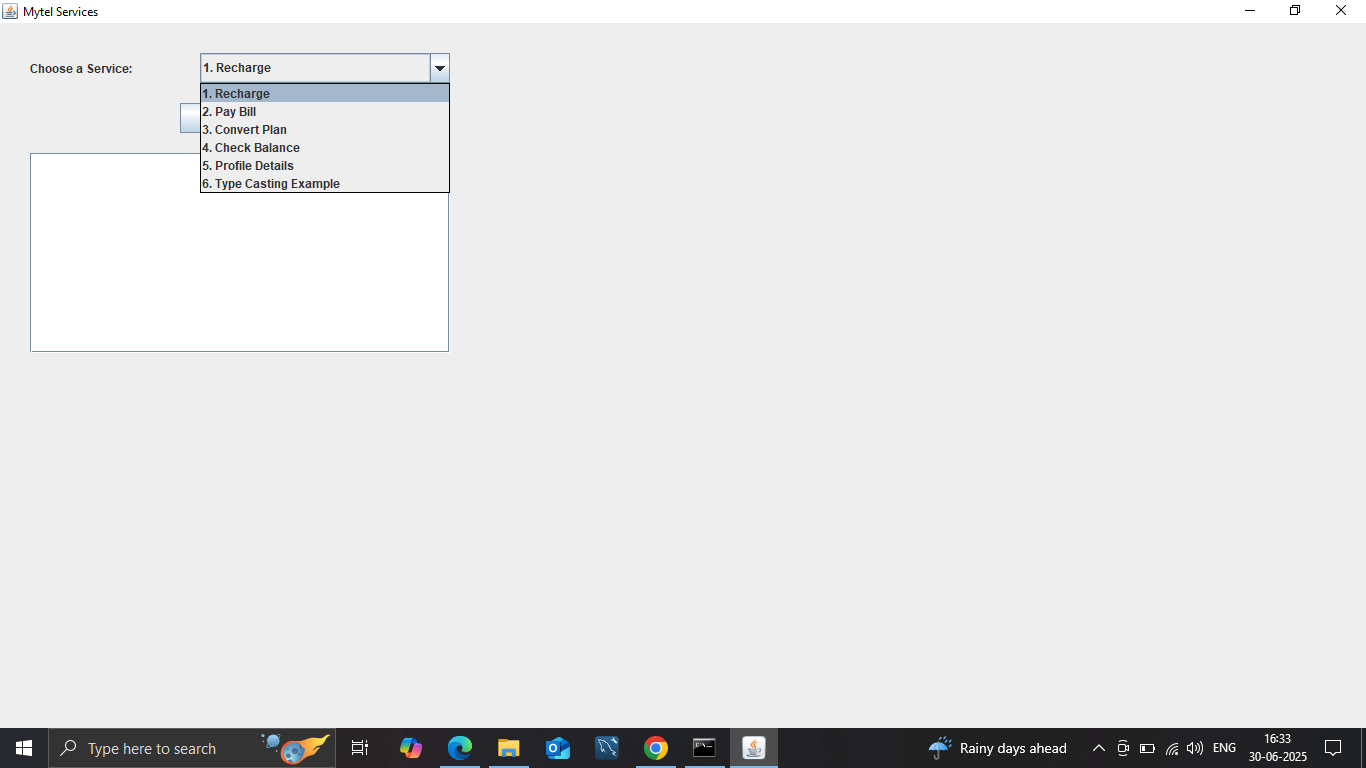 Mytel Services
Choose a Service:
1. Recharge
1. Recharge
2. Pay Bill
3. Convert Plan
4. Check Balance
5. Profile Details
6. Type Casting Example
Type here to search
Rainy days ahead
ENG
16:33
30-06-2025